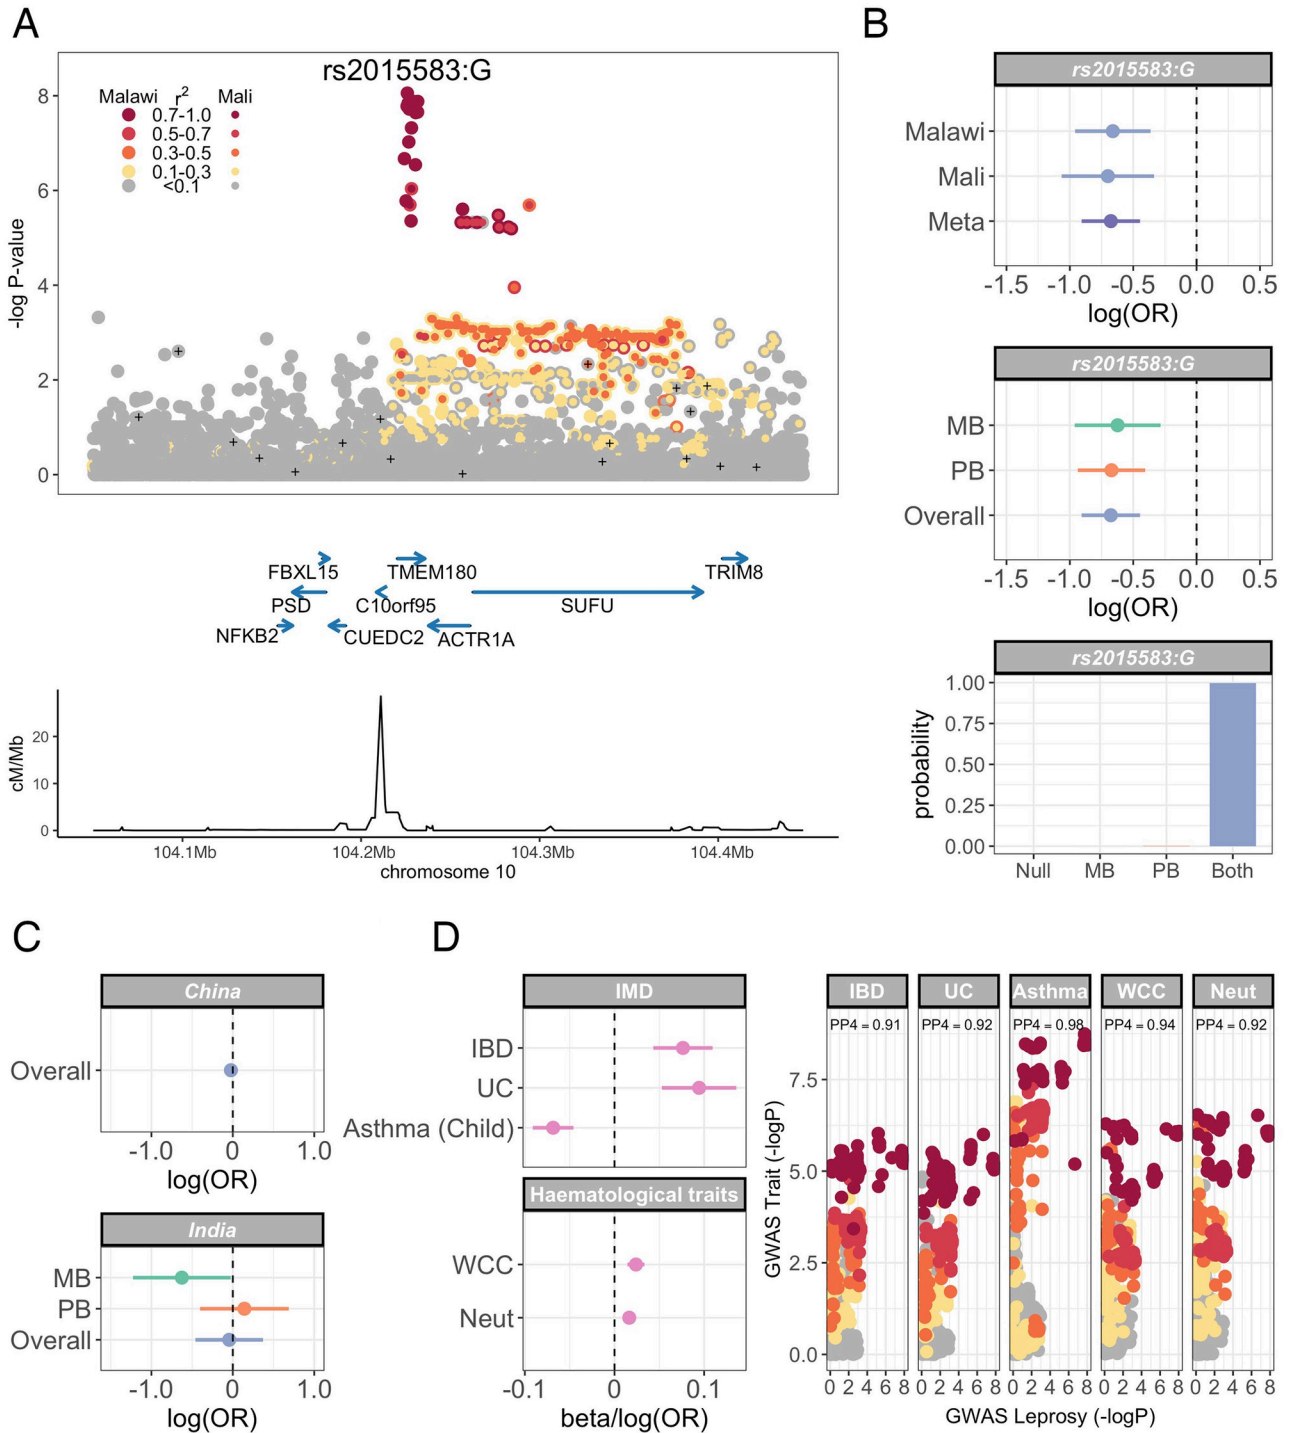 A
rs2015583:G
Malawi r2 Mali
0.7-1.0
0.5-0.7
0.3-0.5
0.1-0.3
<0.1
8
6
4
2
0
-log P-value
FBXL15
TMEM180
TRIM8
PSD
C10orf95
SUFU
NFKB2
CUEDC2
ACTR1A
cM/Mb
20
10
0
104.1Mb 104.2Mb 104.3Mb 104.4Mb
chromosome 10
B
rs2015583:G
Malawi
Mali
Meta
-1.5 -1.0 -0.5 0.0 0.5
log(OR)
rs2015583:G
MB
PB
Overall
-1.5 -1.0 -0.5 0.0 0.5
log(OR)
rs2015583:G
probability
1.00
0.75
0.50
0.25
0.00
Null MB PB Both
C
China
Overall
-1.0 0 1.0
log(OR)
India
MB
PB
Overall
-1.0 0 1.0
log(OR)
D
IMD
IBD
UC
Asthma (Child)
Haematological traits
WCC
Neut
-0.1 0 0.1
beta/log(OR)
IBD UC Asthma WCC Neut
PP4 = 0.91 PP4 = 0.92 PP4 = 0.98 PP4 = 0.94 PP4 = 0.92
GWAS Trait (-logP)
7.5
5.0
2.5
0.0
0 2 4 6 8 0 2 4 6 8 0 2 4 6 8 0 2 4 6 8 0 2 4 6 8
GWAS Leprosy (-logP)